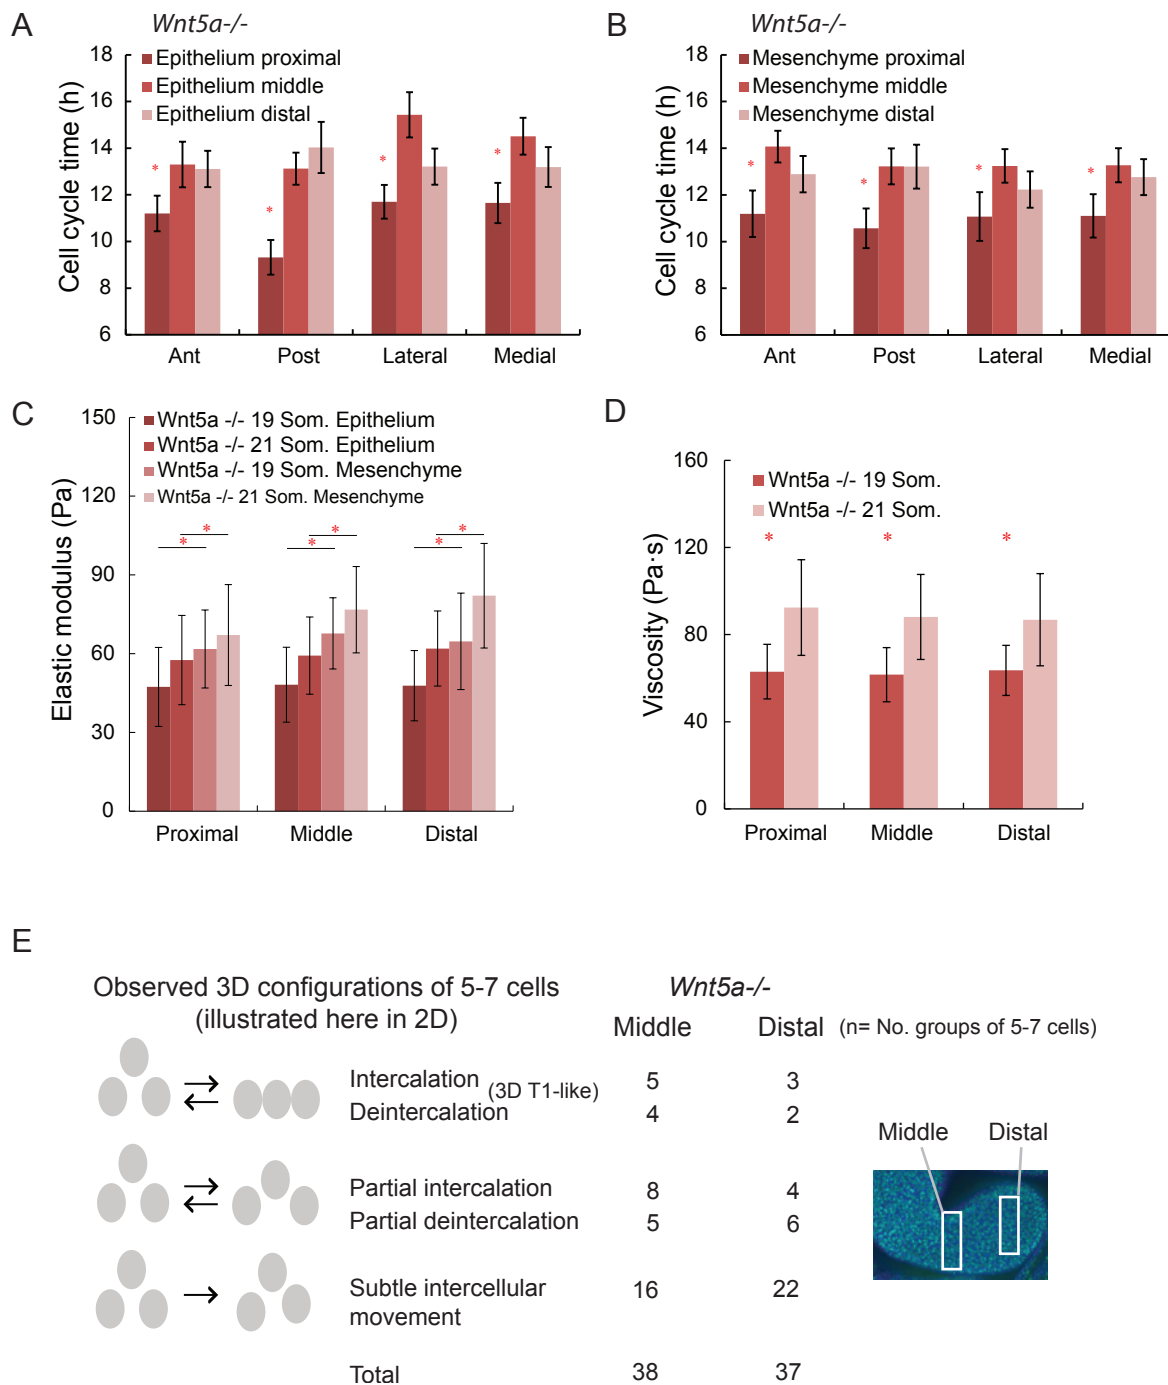 A
Wnt5a-/-
Epithelium proximal
Epithelium middle
Epithelium distal
Cell cycle time (h)
18
16
14
12
10
8
6
*
*
*
*
Ant Post Lateral Medial
B
Wnt5a-/-
Mesenchyme proximal
Mesenchyme middle
Mesenchyme distal
Cell cycle time (h)
18
16
14
12
10
8
6
*
*
*
*
Ant Post Lateral Medial
C
Wnt5a -/- 19 Som. Epithelium
Wnt5a -/- 21 Som. Epithelium
Wnt5a -/- 19 Som. Mesenchyme
Wnt5a -/- 21 Som. Mesenchyme
Elastic modulus (Pa)
150
120
90
60
30
0
* * *
* * *
Proximal Middle Distal
D
Wnt5a -/- 19 Som.
Wnt5a -/- 21 Som.
Viscosity (Pa·s)
160
120
80
40
0
* * *
Proximal Middle Distal
E
Observed 3D configurations of 5-7 cells
(illustrated here in 2D)
Wnt5a-/-
Middle Distal (n= No. groups of 5-7 cells)
Intercalation 5 3
(3D T1-like)
Deintercalation 4 2
Partial intercalation 8 4
Partial deintercalation 5 6
Subtle intercellular
movement
16 22
Total 38 37
Middle Distal